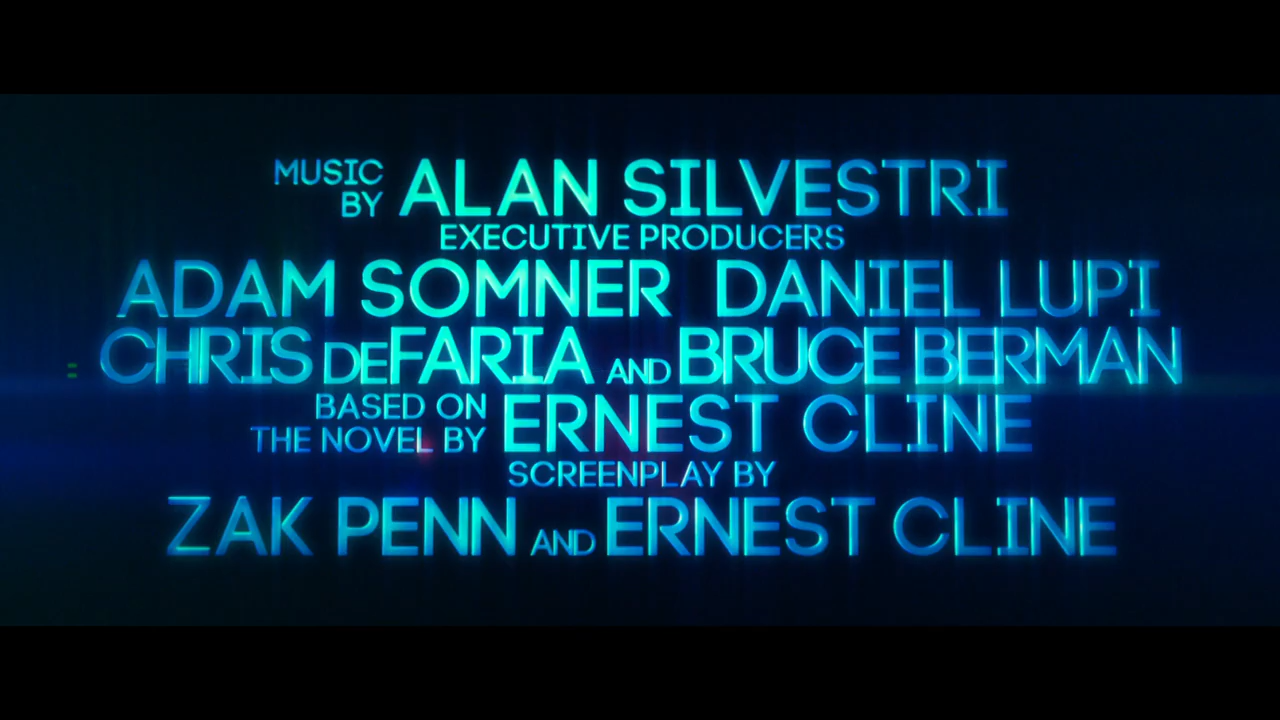 MUSIC BY ALAN SILVESTRI
EXECUTIVE PRODUCERS
ADAM SOMNER DANIEL LUPI
CHRIS DEFARIA AND BRUCE BERMAN
BASED ON THE NOVEL BY ERNEST CLINE
SCREENPLAY BY
ZAK PENN AND ERNEST CLINE